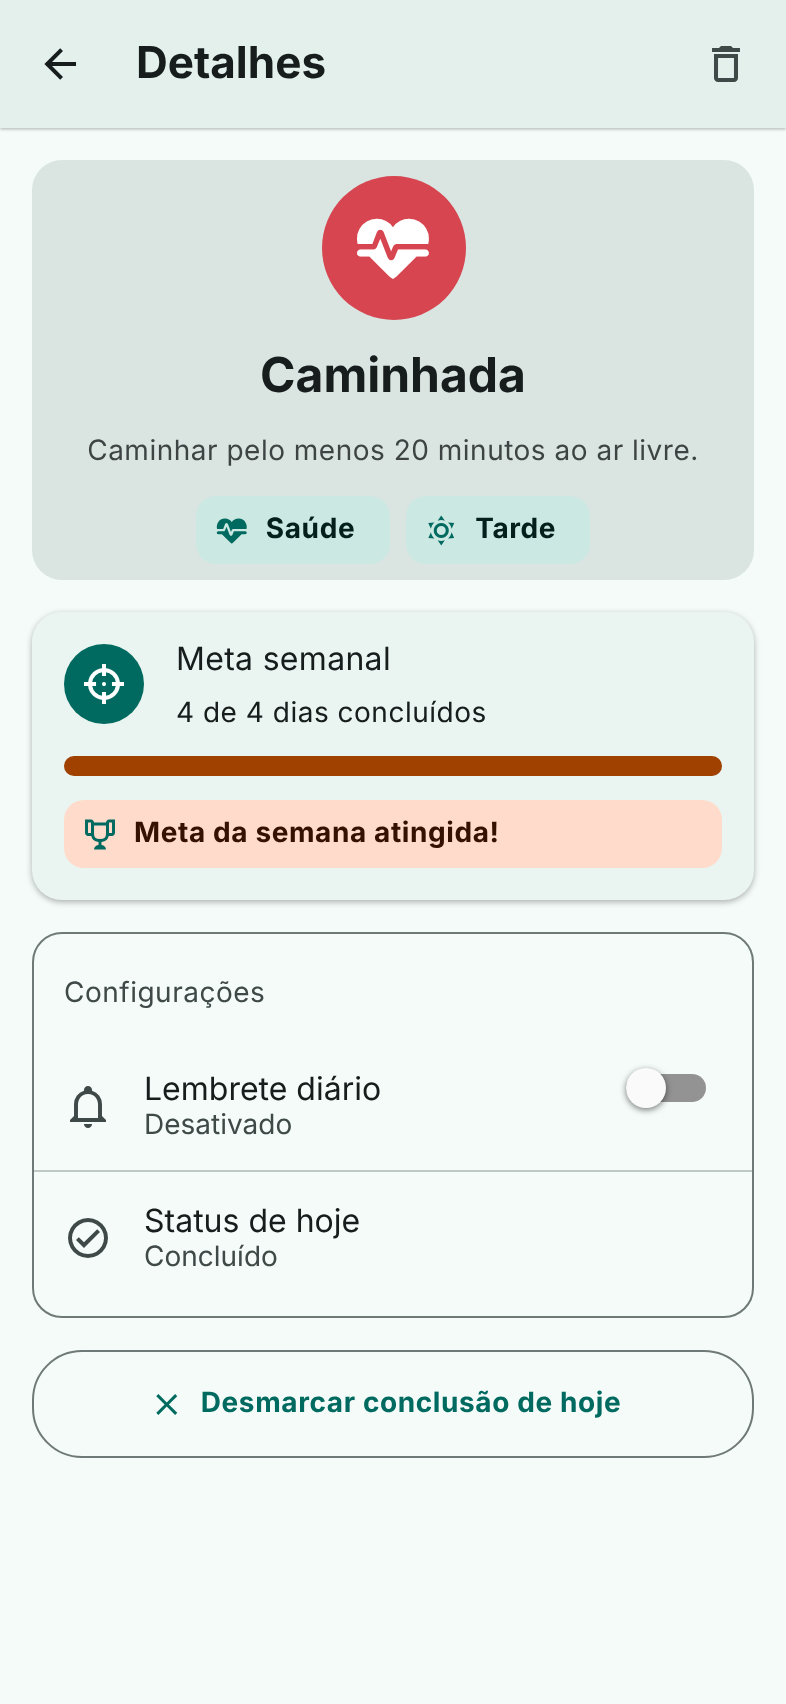 Detalhes
Caminhada
Caminhar pelo menos 20 minutos ao ar livre.
Saúde
Tarde
Meta semanal
4 de 4 dias concluídos
Meta da semana atingida!
Configurações
Lembrete diário
Desativado
Status de hoje
Concluído
Desmarcar conclusão de hoje